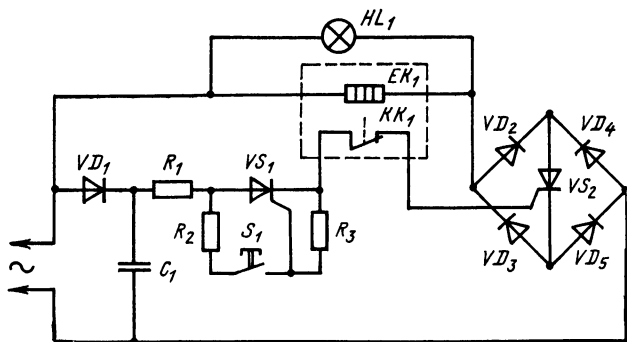 HL1
EK1
KK1
VD2
VD4
VD1
R1
VS1
VS2
R2
S1
R3
C1
VD3
VD5
~